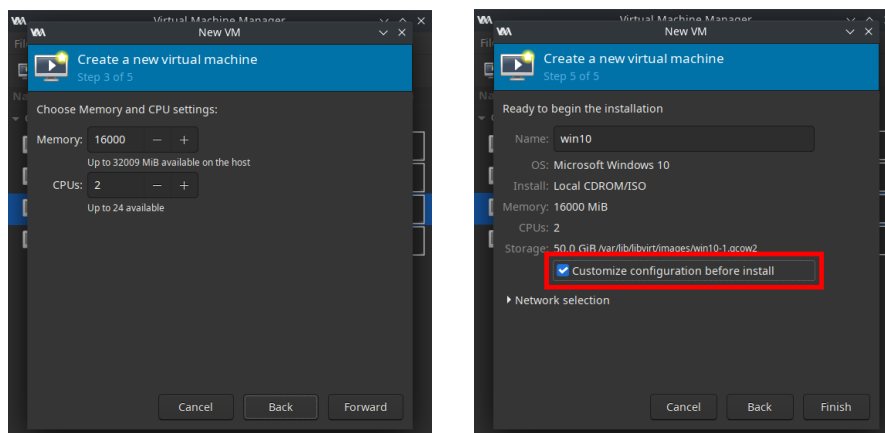 Virtual Machine Manager
New VM
Fil
Create a new virtual machine
Step 3 of 5
Na
Choose Memory and CPU settings:
Memory: 16000 − +
Up to 32009 MiB available on the host
CPUs: 2 − +
Up to 24 available
Cancel Back Forward
Virtual Machine Manager
New VM
Fil
Create a new virtual machine
Step 5 of 5
Na
Ready to begin the installation
Name: win10
OS: Microsoft Windows 10
Install: Local CDROM/ISO
Memory: 16000 MiB
CPUs: 2
Storage: 50.0 GiB /var/lib/libvirt/images/win10-1.qcow2
Customize configuration before install
Network selection
Cancel Back Finish